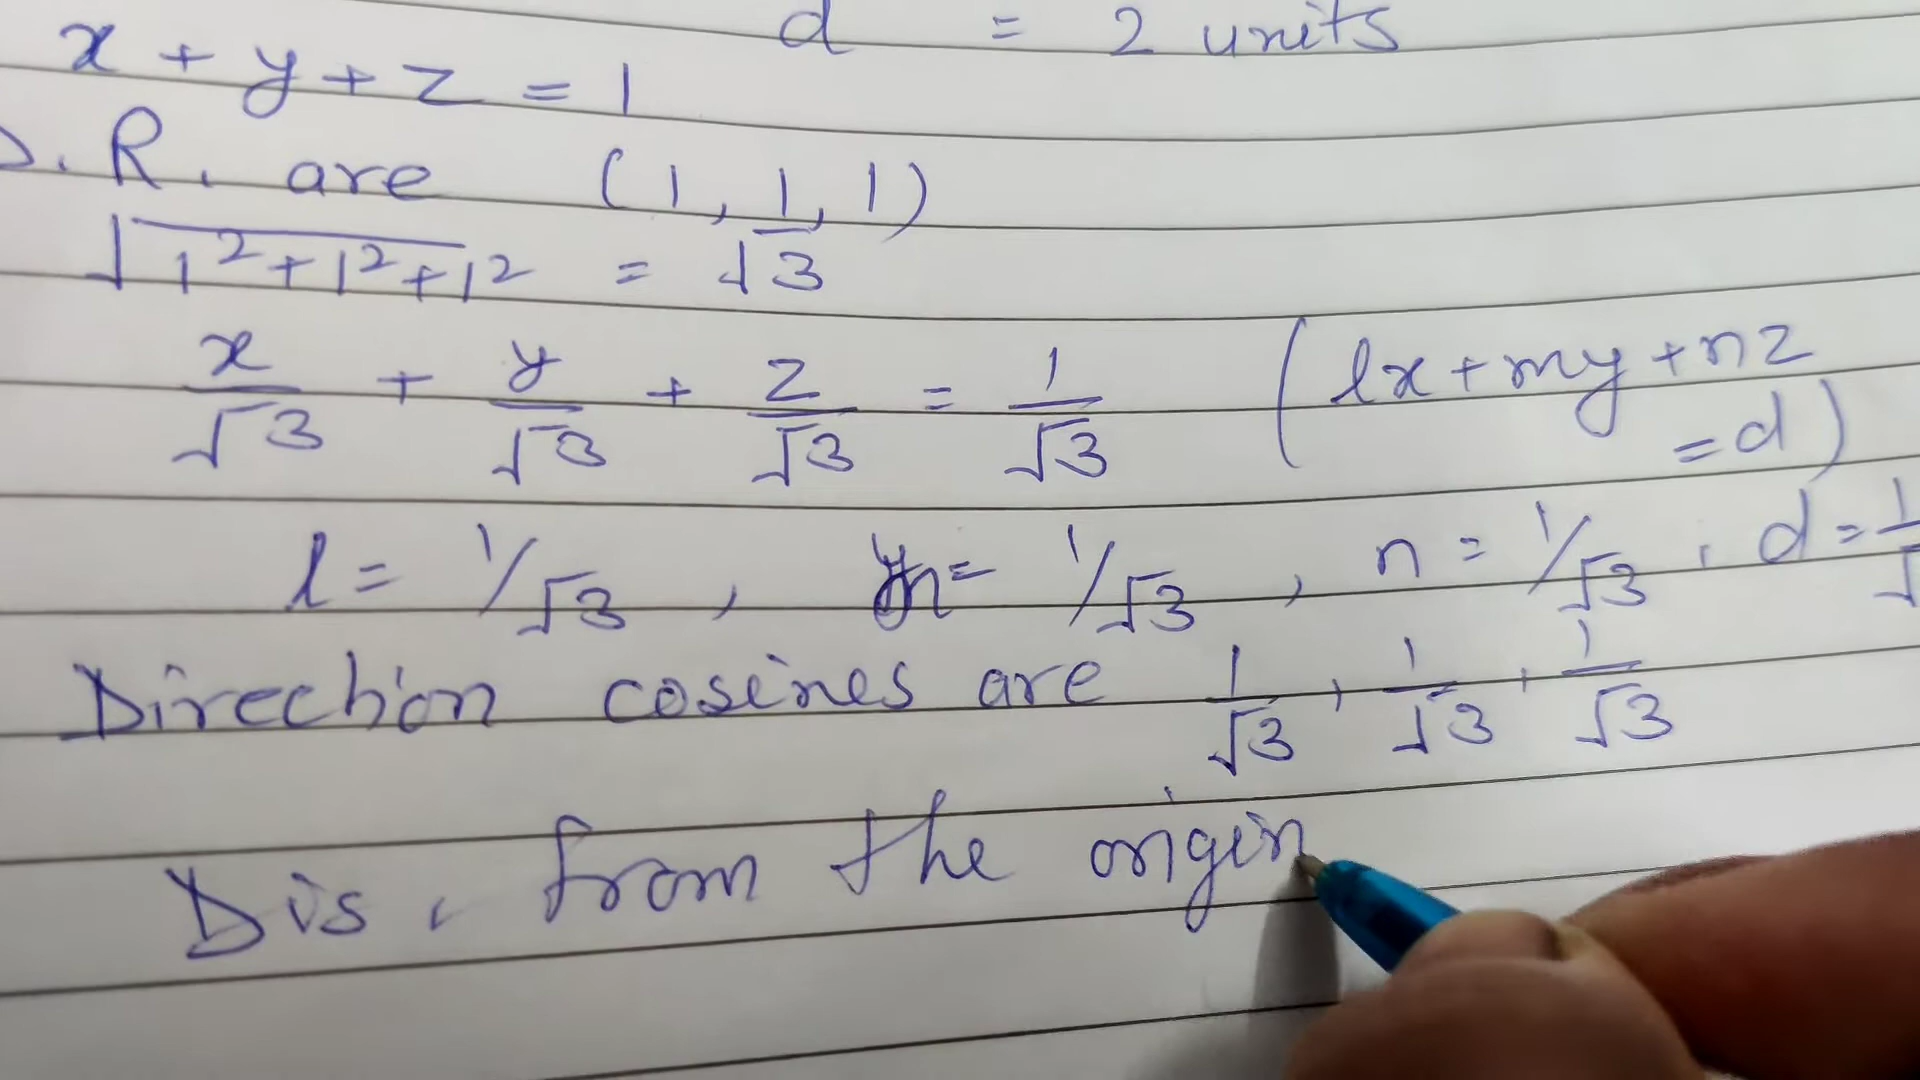 d = 2 units
x + y + z = 1
D.R. are (1, 1, 1)
√1²+1²+1² = √3
x/√3 + y/√3 + z/√3 = 1/√3 (lx+my+nz
=d)
l = 1/√3 , m = 1/√3 , n = 1/√3 , d = 1/√
Direction cosines are 1/√3 , 1/√3 , 1/√3
Dis. from the origin